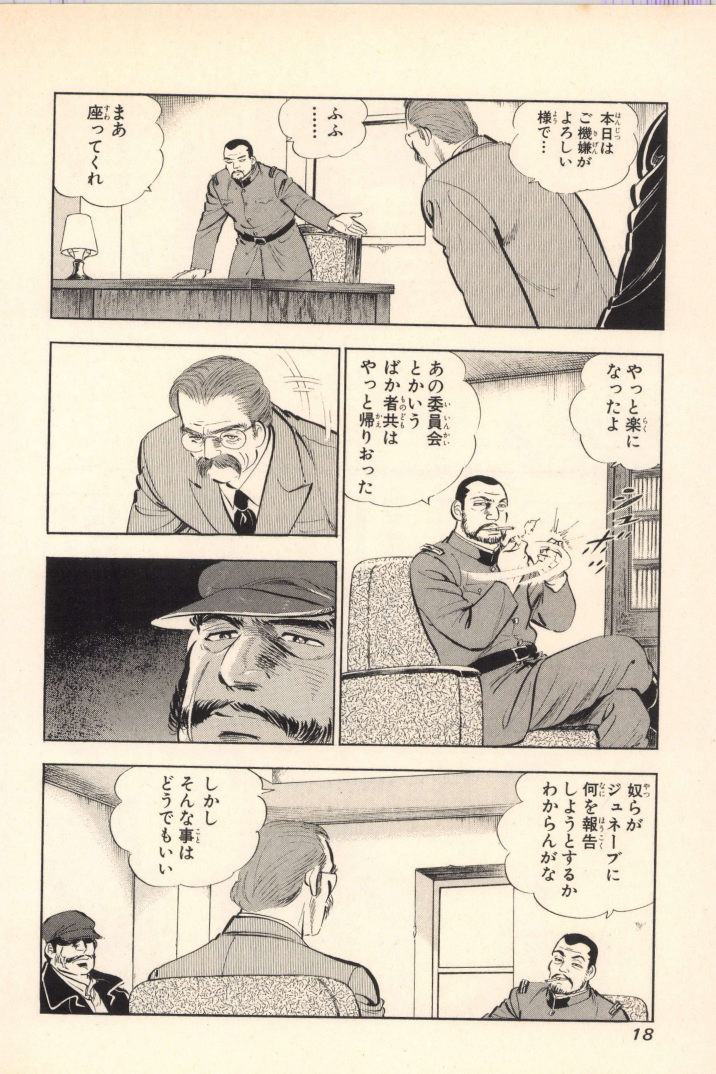 本日は
ご機嫌が
よろしい
様で…
ふふ
……
まあ
座ってくれ
やっと楽に
なったよ
あの委員会
とかいう
ばか者共は
やっと帰りおった
シュッ
奴らが
ジュネーブに
何を報告
しようとするか
わからんがな
しかし
そんな事は
どうでもいい
18